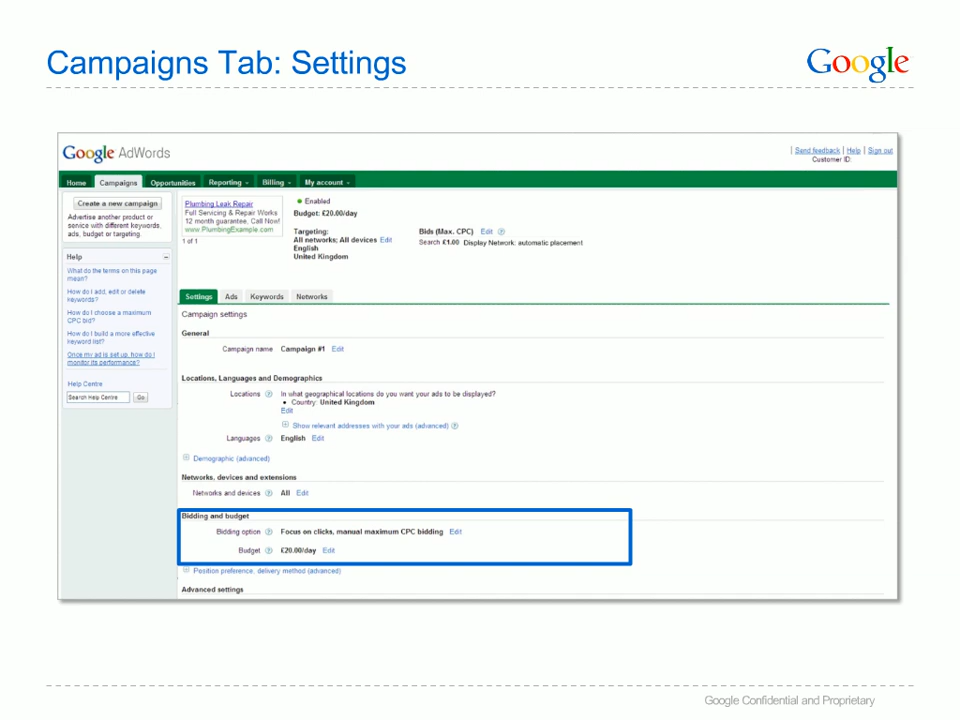 Campaigns Tab: Settings
Google
Google AdWords
Send feedback | Help | Sign out
Customer ID:
Home Campaigns Opportunities Reporting Billing My account
Create a new campaign
Advertise another product or
service with different keywords,
ads, budget or targeting.
Help
What do the terms on this page
mean?
How do I add, edit or delete
keywords?
How do I choose a maximum
CPC bid?
How do I build a more effective
keyword list?
Once my ad is set up, how do I
monitor its performance?
Help Centre
Search Help Centre Go
Plumbing Leak Repair
Full Servicing & Repair Works
12 month guarantee, Call Now!
www.PlumbingExample.com
1 of 1
Enabled
Budget: £20.00/day
Targeting:
All networks; All devices Edit
English
United Kingdom
Bids (Max. CPC) Edit
Search £1.00 Display Network: automatic placement
Settings Ads Keywords Networks
Campaign settings
General
Campaign name Campaign #1 Edit
Locations, Languages and Demographics
Locations In what geographical locations do you want your ads to be displayed?
• Country: United Kingdom
Edit
Show relevant addresses with your ads (advanced)
Languages English Edit
Demographic (advanced)
Networks, devices and extensions
Networks and devices All Edit
Bidding and budget
Bidding option Focus on clicks, manual maximum CPC bidding Edit
Budget £20.00/day Edit
Position preference, delivery method (advanced)
Advanced settings
Google Confidential and Proprietary